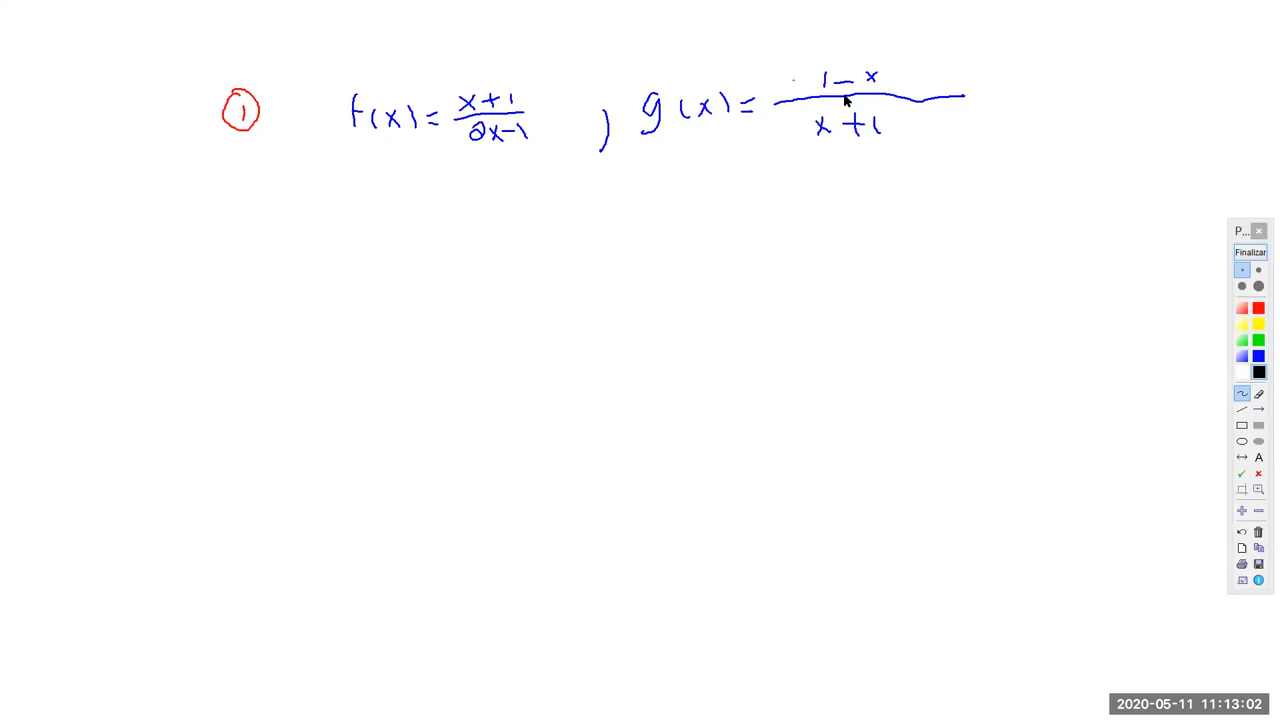 ① f(x) = x+1/2x-1 , g(x) = 1-x/x+1
P...
Finalizar
A
2020-05-11 11:13:02